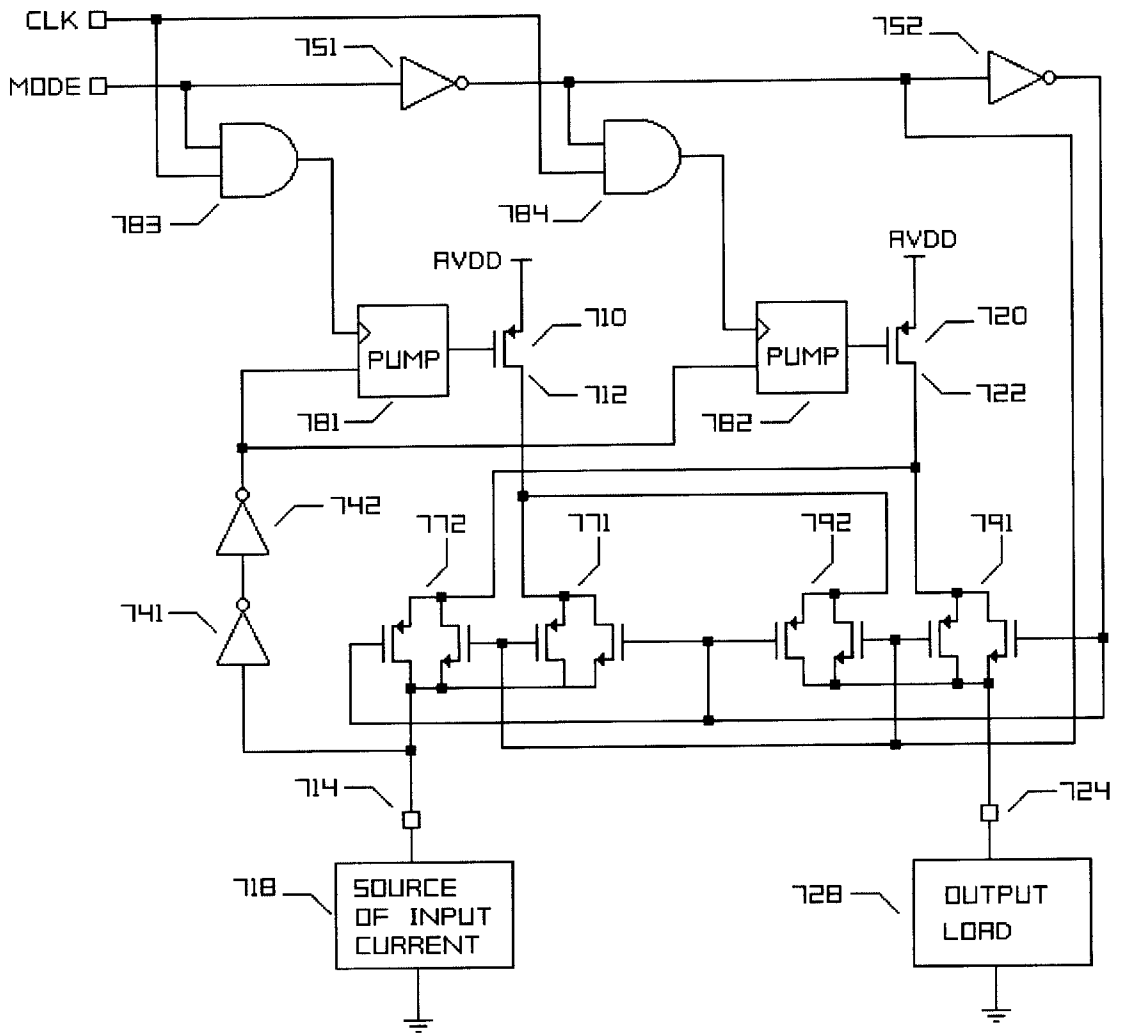 CLK
751
752
MODE
783
784
AVDD
AVDD
710
720
PUMP
PUMP
712
722
781
782
742
772
771
792
791
741
714
724
718
SOURCE
OF INPUT
CURRENT
728
OUTPUT
LOAD